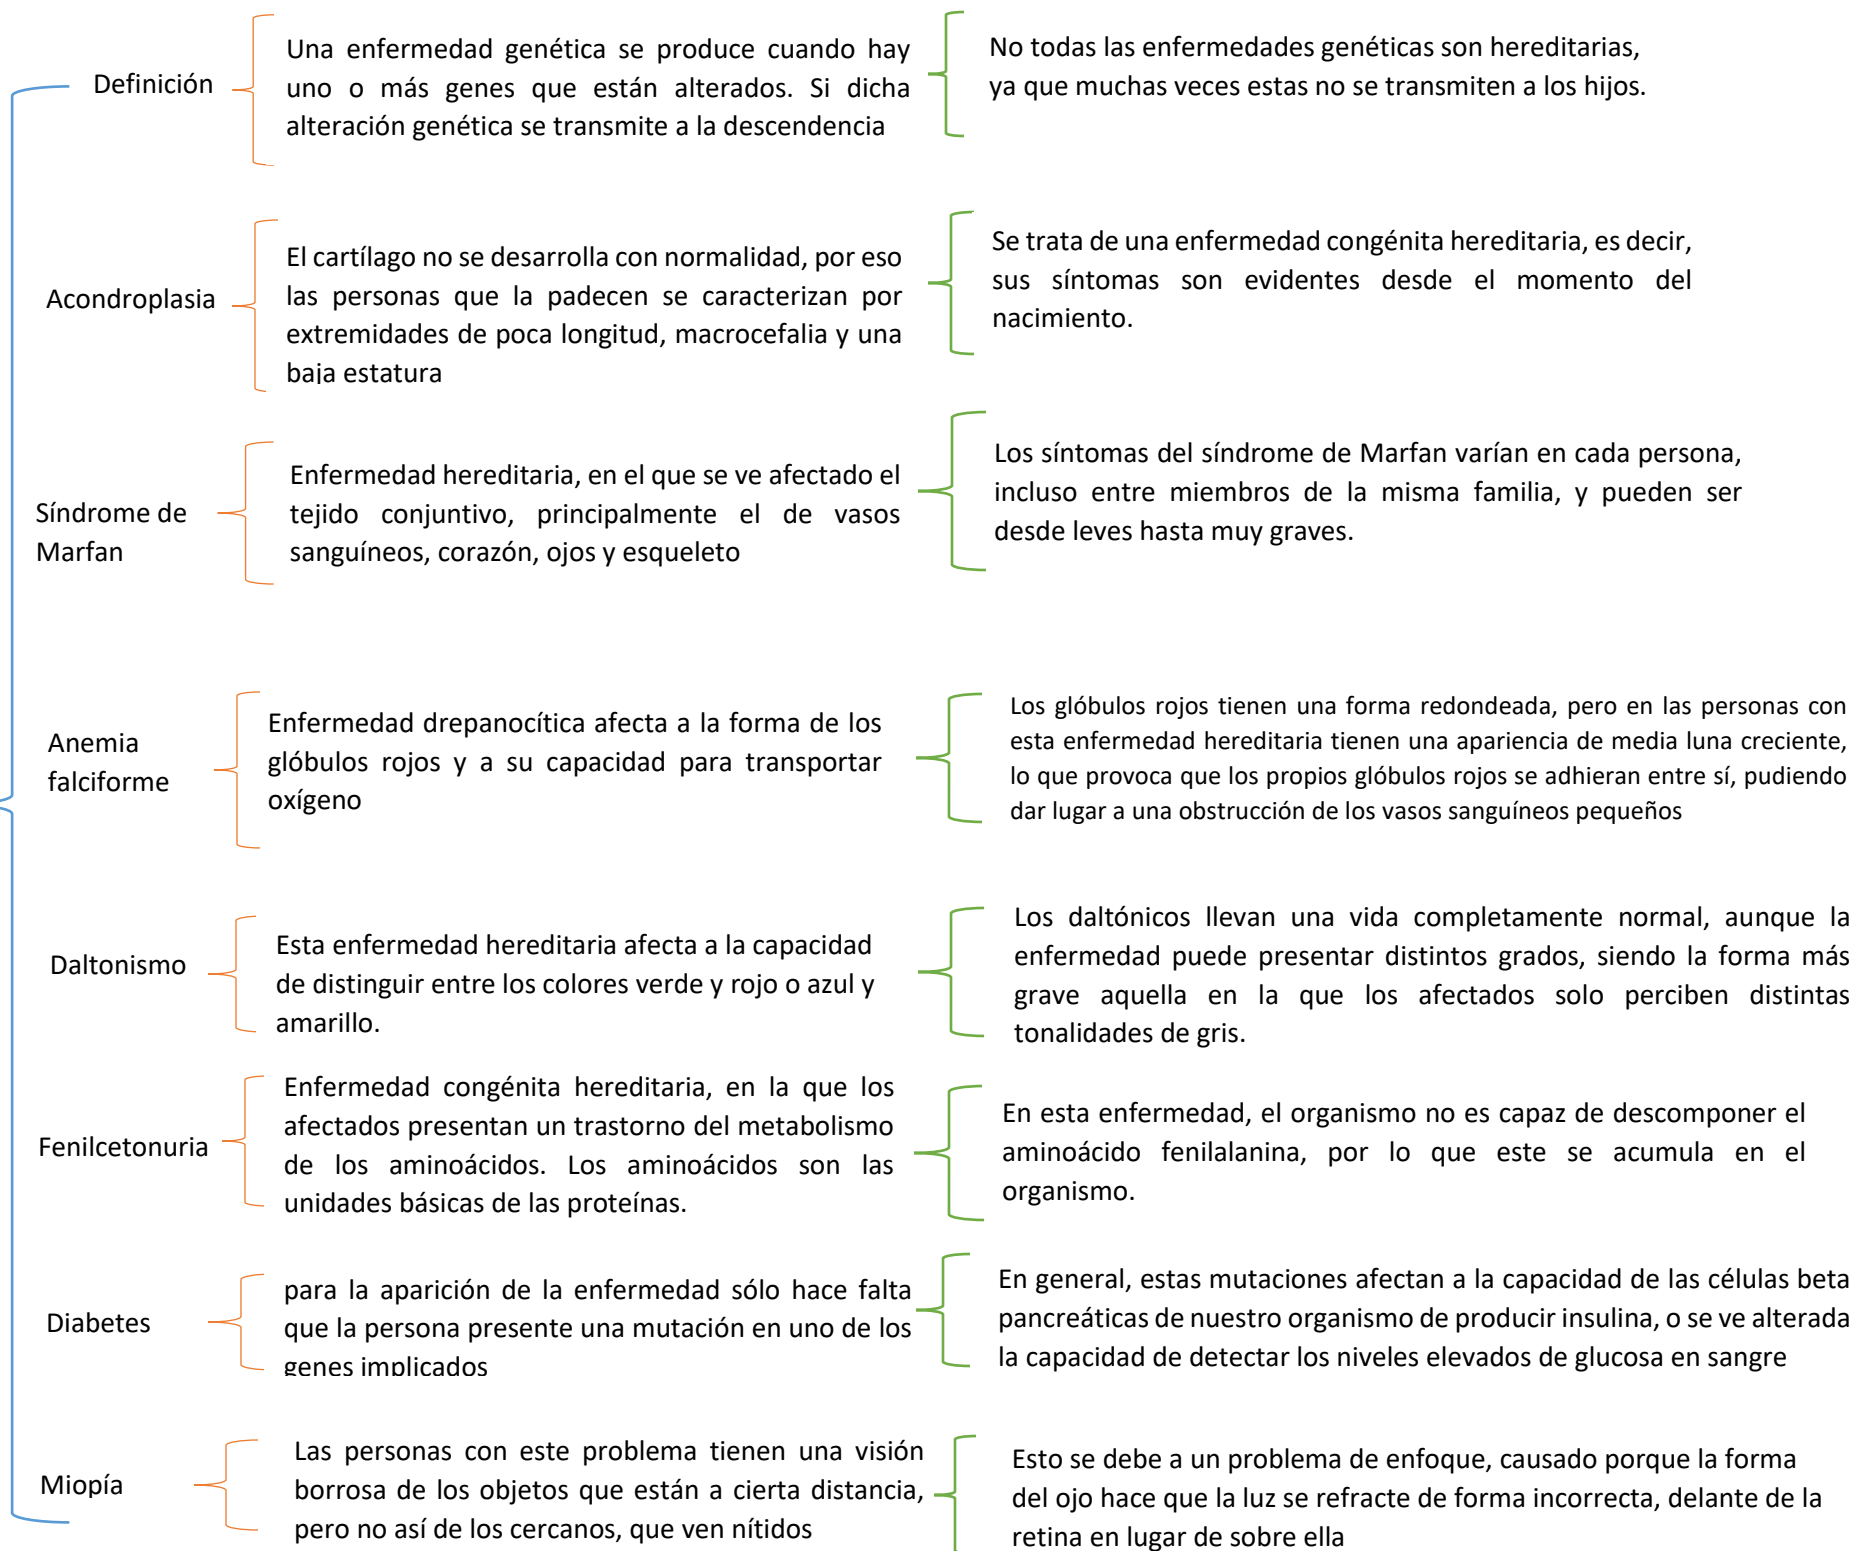 Definición
Una enfermedad genética se produce cuando hay
uno o más genes que están alterados. Si dicha
alteración genética se transmite a la descendencia
No todas las enfermedades genéticas son hereditarias,
ya que muchas veces estas no se transmiten a los hijos.
Acondroplasia
El cartílago no se desarrolla con normalidad, por eso
las personas que la padecen se caracterizan por
extremidades de poca longitud, macrocefalia y una
baja estatura
Se trata de una enfermedad congénita hereditaria, es decir,
sus síntomas son evidentes desde el momento del
nacimiento.
Síndrome de
Marfan
Enfermedad hereditaria, en el que se ve afectado el
tejido conjuntivo, principalmente el de vasos
sanguíneos, corazón, ojos y esqueleto
Los síntomas del síndrome de Marfan varían en cada persona,
incluso entre miembros de la misma familia, y pueden ser
desde leves hasta muy graves.
Anemia
falciforme
Enfermedad drepanocítica afecta a la forma de los
glóbulos rojos y a su capacidad para transportar
oxígeno
Los glóbulos rojos tienen una forma redondeada, pero en las personas con
esta enfermedad hereditaria tienen una apariencia de media luna creciente,
lo que provoca que los propios glóbulos rojos se adhieran entre sí, pudiendo
dar lugar a una obstrucción de los vasos sanguíneos pequeños
Daltonismo
Esta enfermedad hereditaria afecta a la capacidad
de distinguir entre los colores verde y rojo o azul y
amarillo.
Los daltónicos llevan una vida completamente normal, aunque la
enfermedad puede presentar distintos grados, siendo la forma más
grave aquella en la que los afectados solo perciben distintas
tonalidades de gris.
Fenilcetonuria
Enfermedad congénita hereditaria, en la que los
afectados presentan un trastorno del metabolismo
de los aminoácidos. Los aminoácidos son las
unidades básicas de las proteínas.
En esta enfermedad, el organismo no es capaz de descomponer el
aminoácido fenilalanina, por lo que este se acumula en el
organismo.
Diabetes
para la aparición de la enfermedad sólo hace falta
que la persona presente una mutación en uno de los
genes implicados
En general, estas mutaciones afectan a la capacidad de las células beta
pancreáticas de nuestro organismo de producir insulina, o se ve alterada
la capacidad de detectar los niveles elevados de glucosa en sangre
Miopía
Las personas con este problema tienen una visión
borrosa de los objetos que están a cierta distancia,
pero no así de los cercanos, que ven nítidos
Esto se debe a un problema de enfoque, causado porque la forma
del ojo hace que la luz se refracte de forma incorrecta, delante de la
retina en lugar de sobre ella